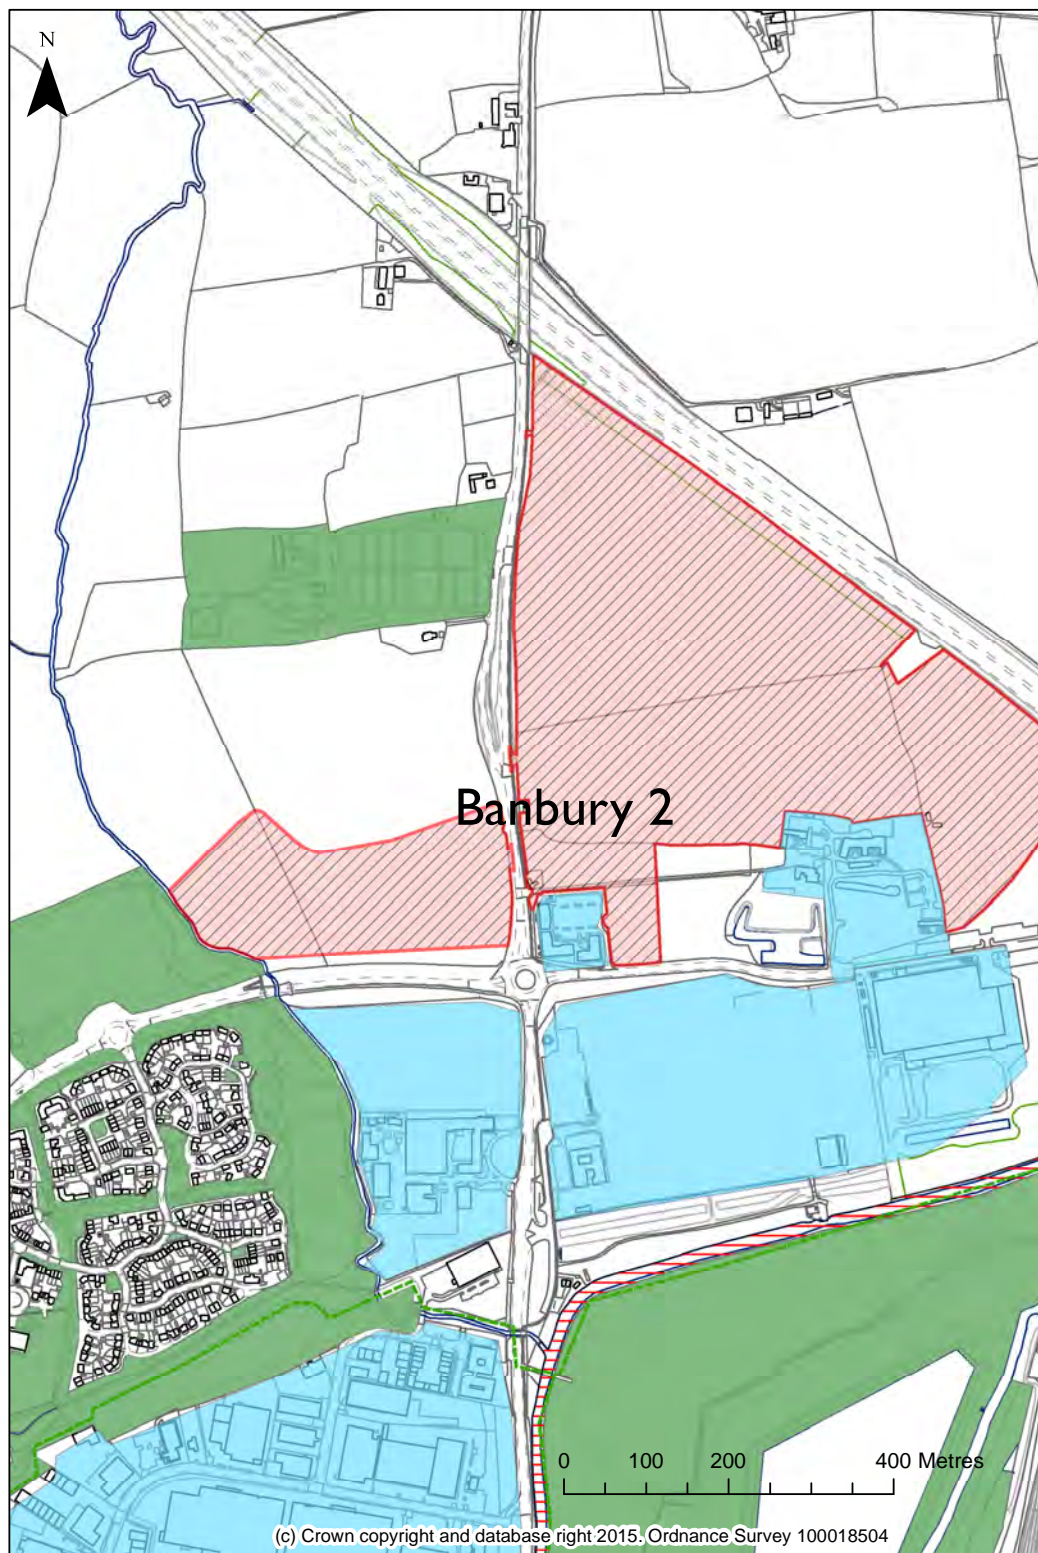 N
Banbury 2
0 100 200 400 Metres
(c) Crown copyright and database right 2015. Ordnance Survey 100018504